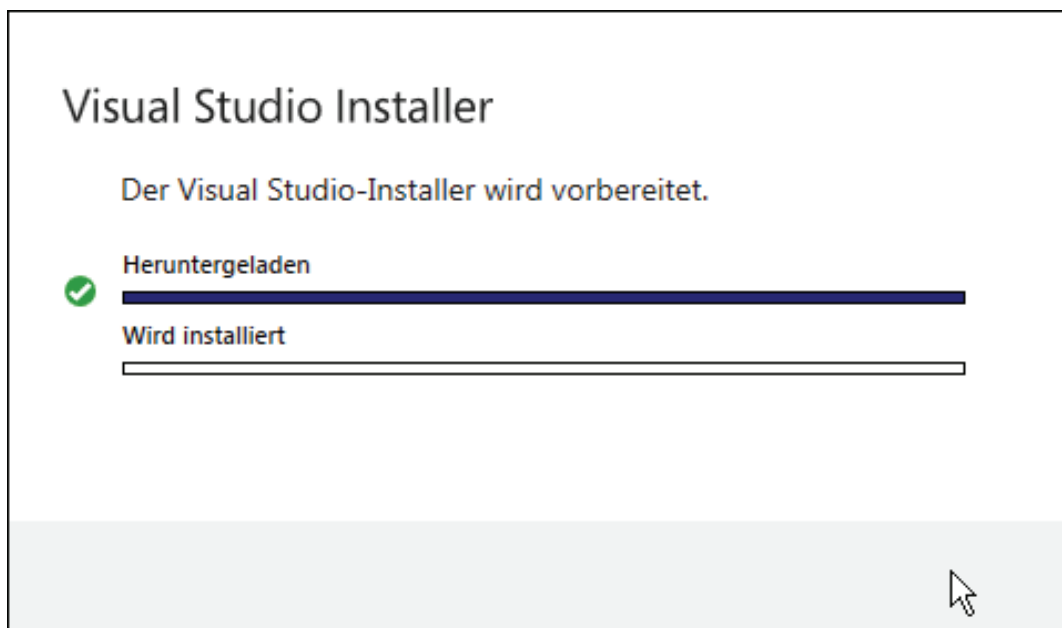 Visual Studio Installer
Der Visual Studio-Installer wird vorbereitet.
Heruntergeladen
Wird installiert